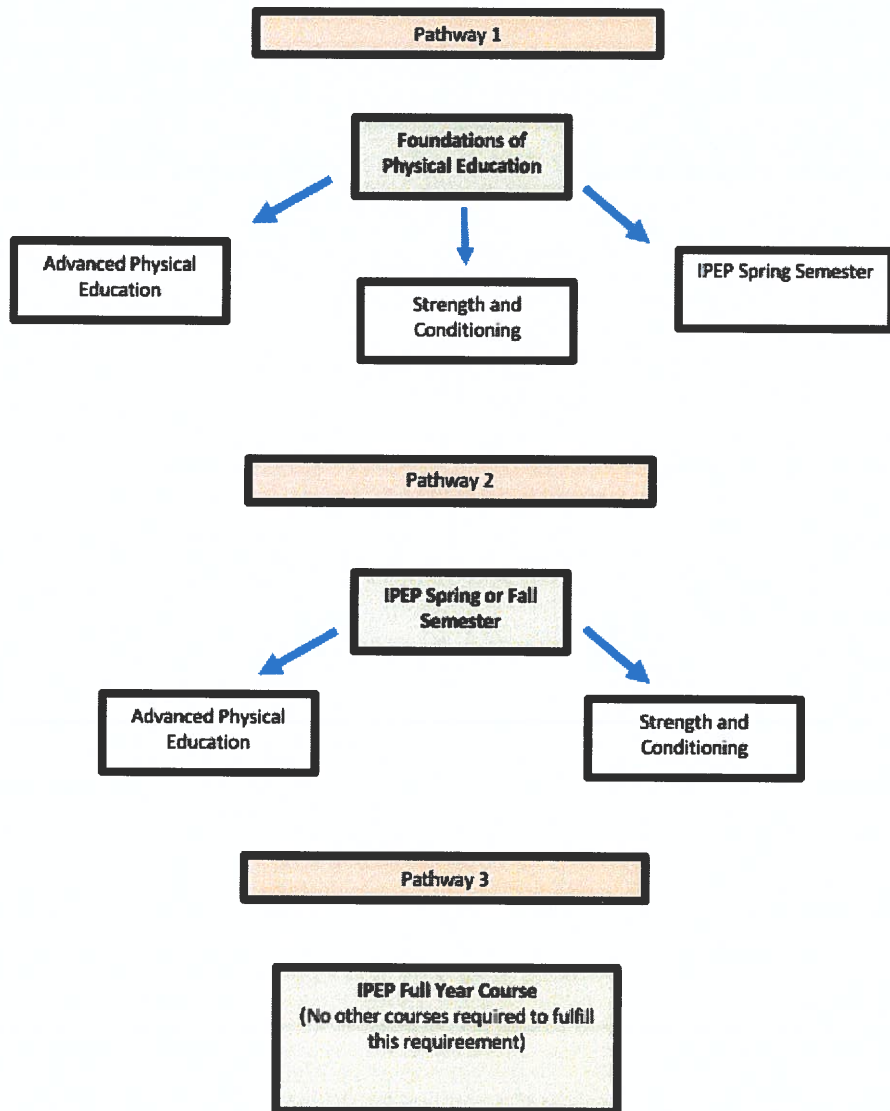 Pathway 1
Foundations of
Physical Education
Advanced Physical
Education
Strength and
Conditioning
IPEP Spring Semester
Pathway 2
IPEP Spring or Fall
Semester
Advanced Physical
Education
Strength and
Conditioning
Pathway 3
IPEP Full Year Course
(No other courses required to fulfill
this requireement)